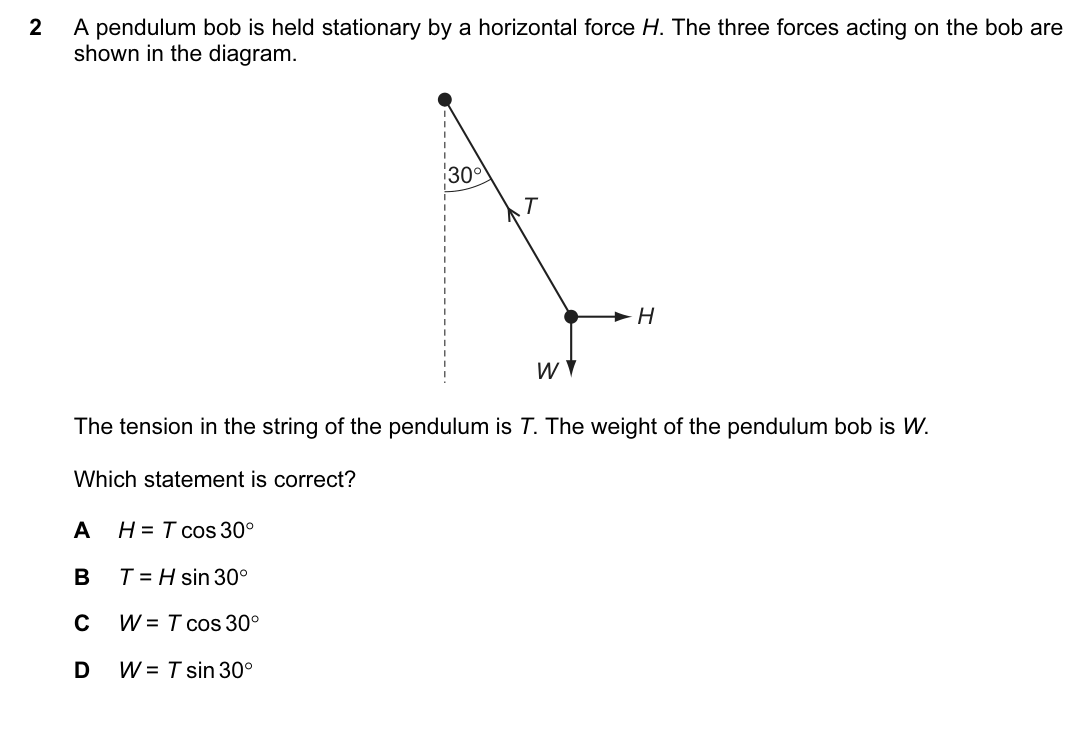 2 A pendulum bob is held stationary by a horizontal force H. The three forces acting on the bob are
shown in the diagram.
30°
T
H
W
The tension in the string of the pendulum is T. The weight of the pendulum bob is W.
Which statement is correct?
A H = T cos 30°
B T = H sin 30°
C W = T cos 30°
D W = T sin 30°